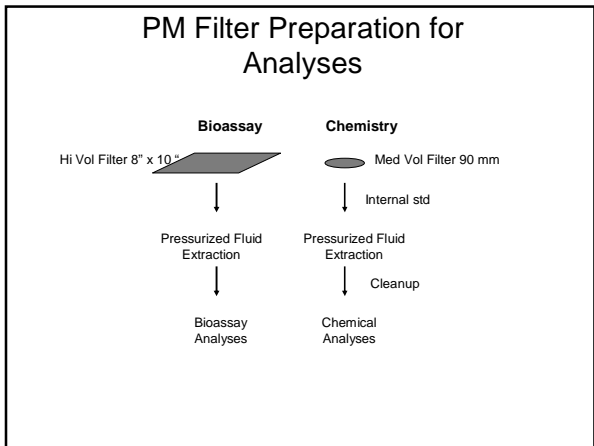 PM Filter Preparation for
Analyses
Bioassay
Chemistry
Hi Vol Filter 8” x 10 “
Med Vol Filter 90 mm
Internal std
Pressurized Fluid
Extraction
Pressurized Fluid
Extraction
Cleanup
Bioassay
Analyses
Chemical
Analyses